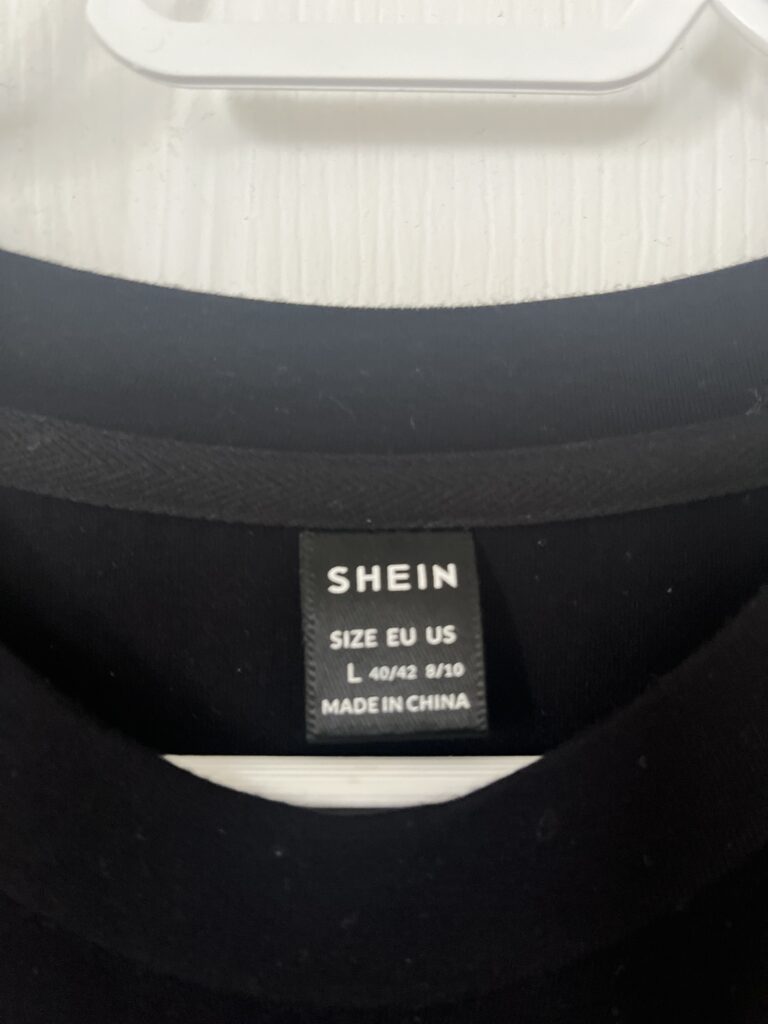 SHEIN
SIZE EU US
L 40/42 8/10
MADE IN CHINA